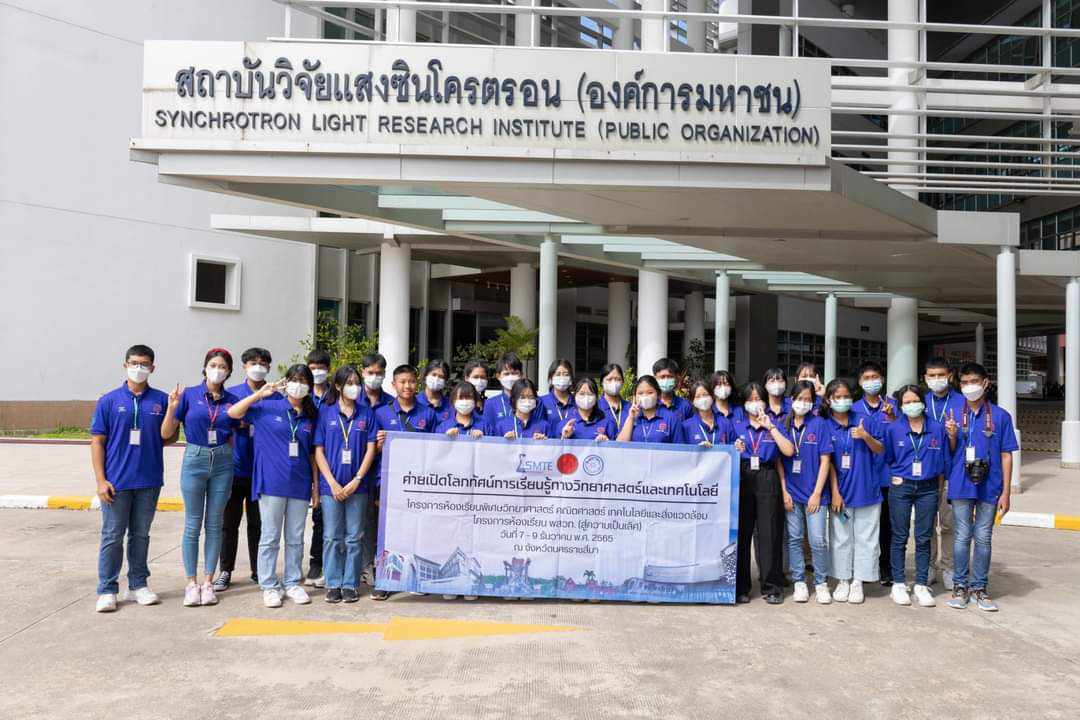 สถาบันวิจัยแสงซินโครตรอน (องค์การมหาชน)
SYNCHROTRON LIGHT RESEARCH INSTITUTE (PUBLIC ORGANIZATION)
SMTE
ค่ายเปิดโลกทัศน์การเรียนรู้ทางวิทยาศาสตร์และเทคโนโลยี
โครงการห้องเรียนพิเศษวิทยาศาสตร์ คณิตศาสตร์ เทคโนโลยีและสิ่งแวดล้อม
โครงการห้องเรียน พสวท. (สู่ความเป็นเลิศ)
วันที่ 7 - 9 ธันวาคม พ.ศ. 2565
ณ จังหวัดนครราชสีมา